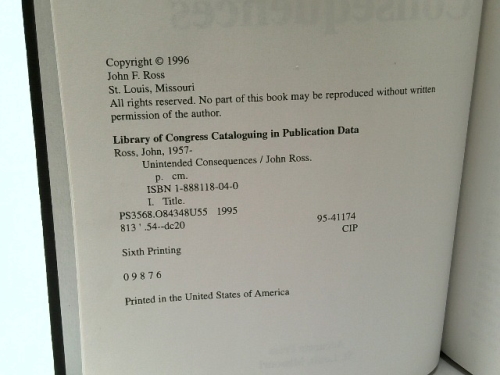 Consequences
Copyright © 1996
John F. Ross
St. Louis, Missouri
All rights reserved. No part of this book may be reproduced without written
permission of the author.
Library of Congress Cataloguing in Publication Data
Ross, John, 1957-
Unintended Consequences / John Ross.
p. cm.
ISBN 1-888118-04-0
I. Title.
PS3568.O84348U55 1995
95-41174
813 ' .54--dc20
CIP
Sixth Printing
0 9 8 7 6
Printed in the United States of America